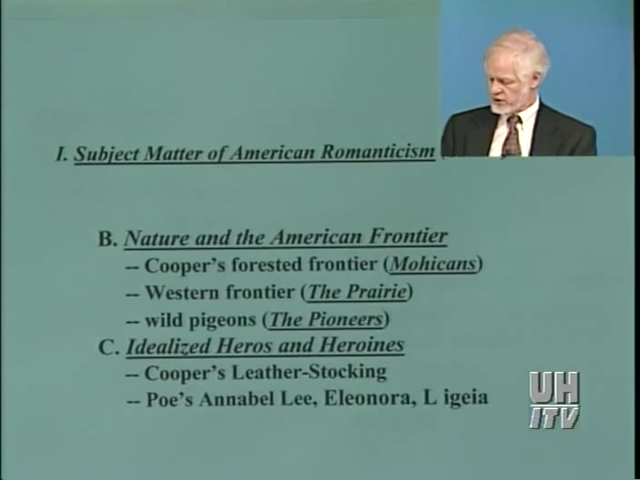 I. Subject Matter of American Romanticism
B. Nature and the American Frontier
-- Cooper's forested frontier (Mohicans)
-- Western frontier (The Prairie)
-- wild pigeons (The Pioneers)
C. Idealized Heros and Heroines
-- Cooper's Leather-Stocking
-- Poe's Annabel Lee, Eleonora, L igeia
UH
ITV